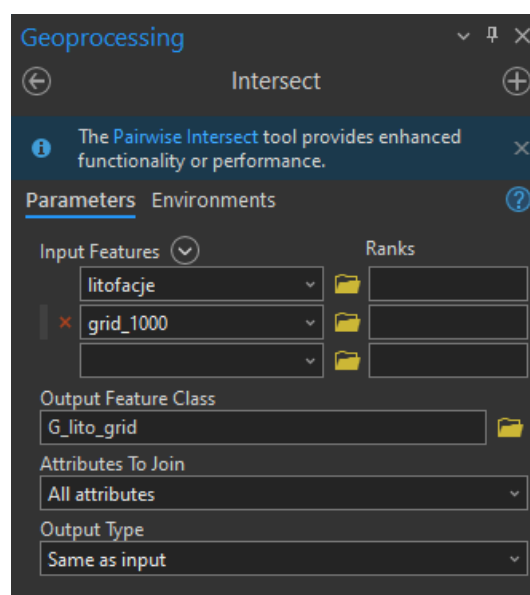 Geoprocessing
Intersect
The Pairwise Intersect tool provides enhanced
functionality or performance.
Parameters Environments
Input Features Ranks
litofacje
grid_1000
Output Feature Class
G_lito_grid
Attributes To Join
All attributes
Output Type
Same as input